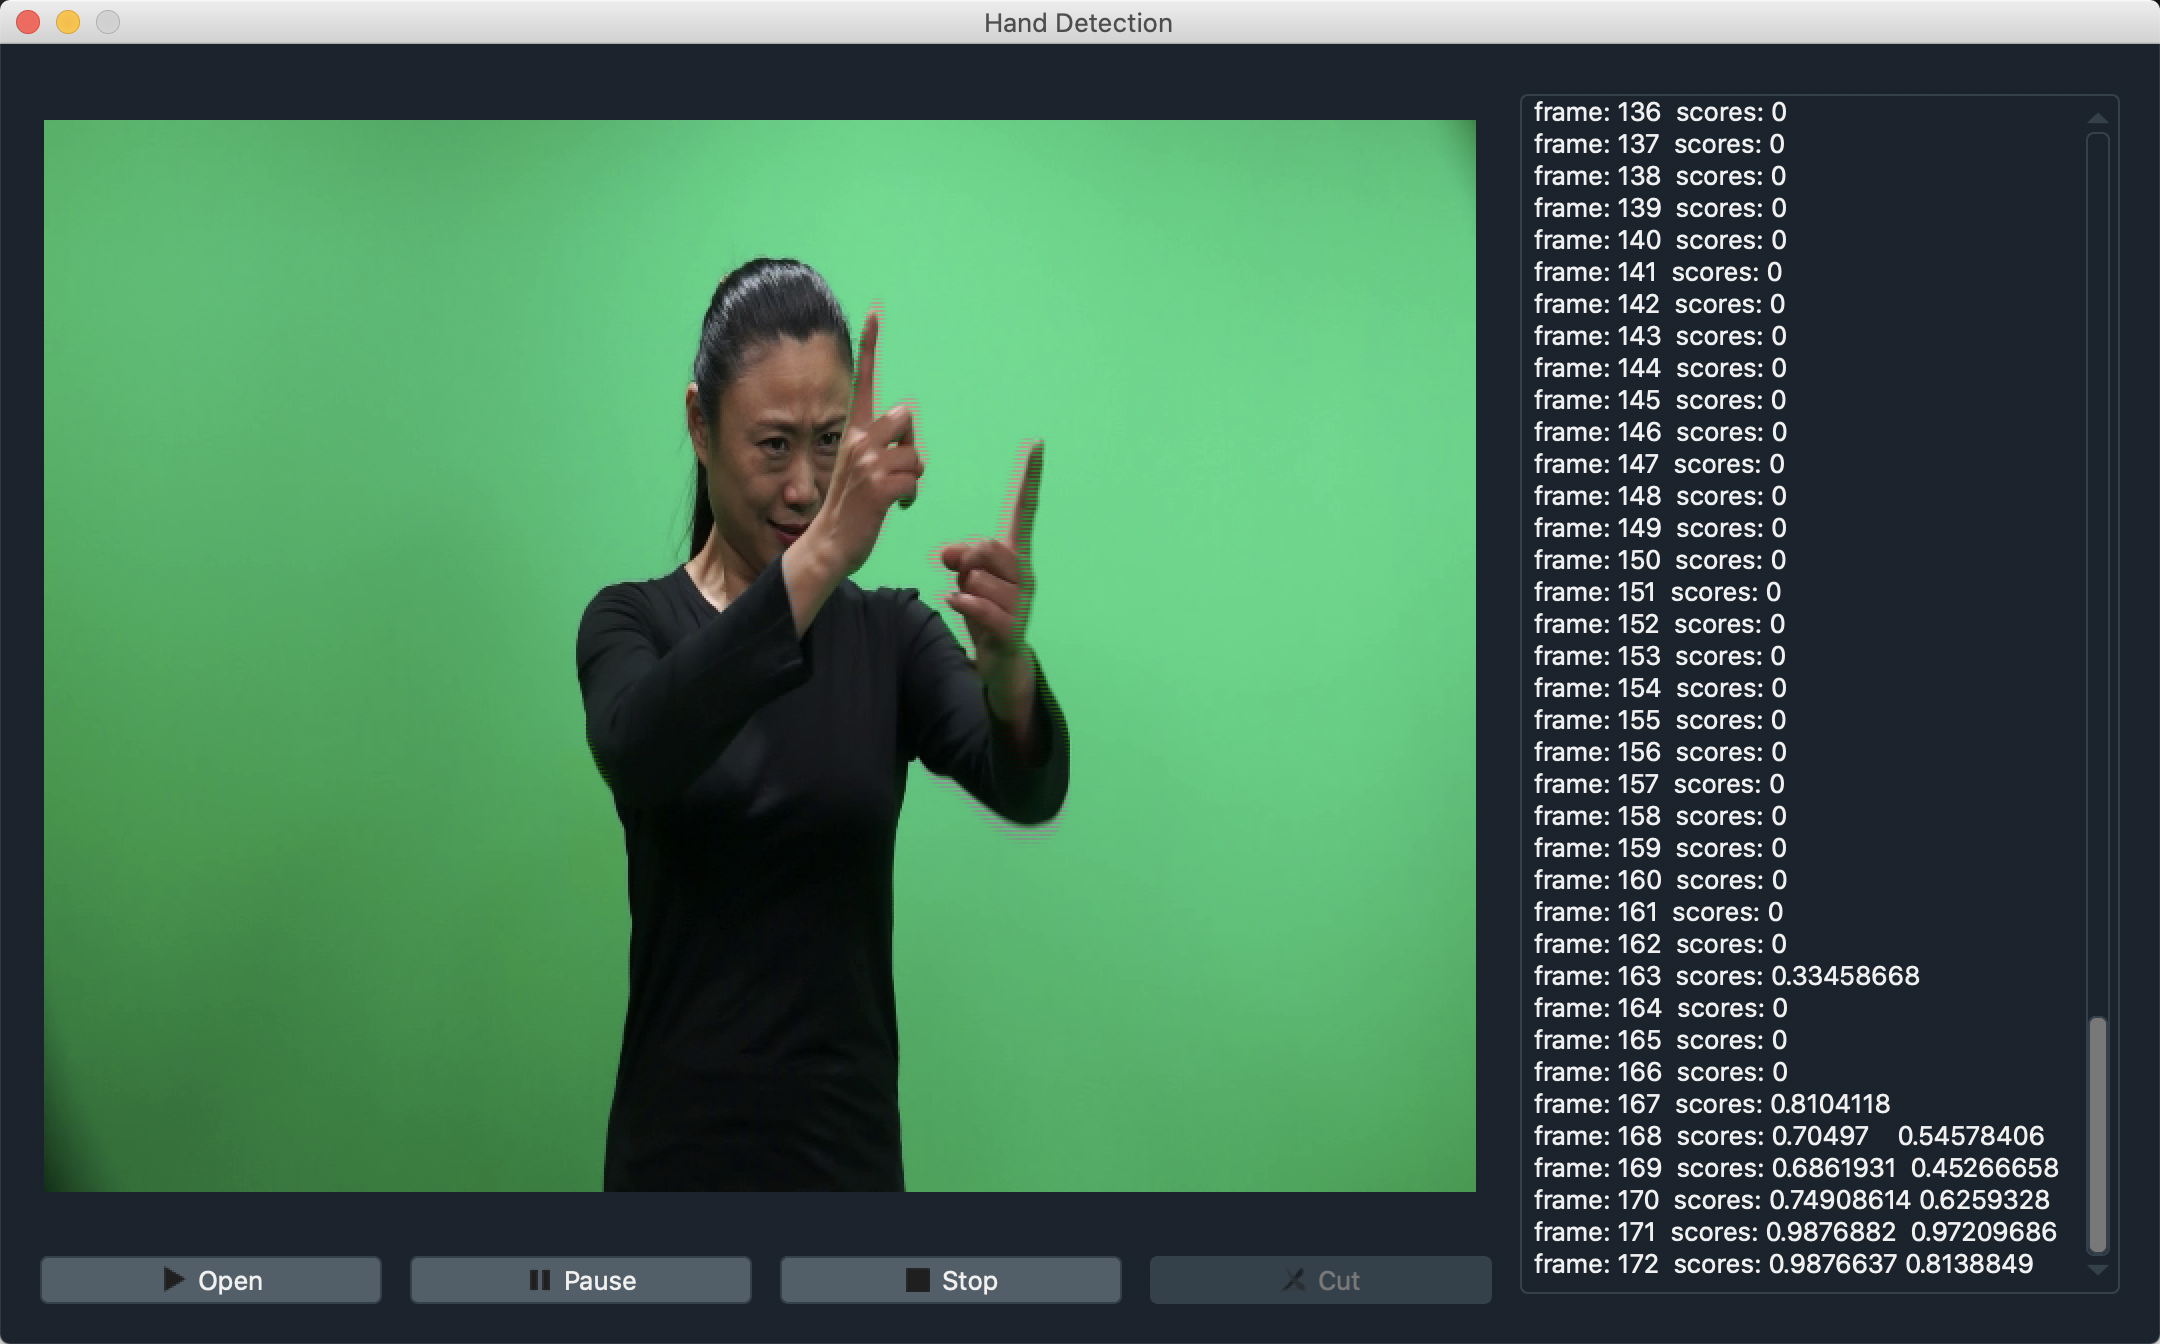 Hand Detection
frame: 136 scores: 0
frame: 137 scores: 0
frame: 138 scores: 0
frame: 139 scores: 0
frame: 140 scores: 0
frame: 141 scores: 0
frame: 142 scores: 0
frame: 143 scores: 0
frame: 144 scores: 0
frame: 145 scores: 0
frame: 146 scores: 0
frame: 147 scores: 0
frame: 148 scores: 0
frame: 149 scores: 0
frame: 150 scores: 0
frame: 151 scores: 0
frame: 152 scores: 0
frame: 153 scores: 0
frame: 154 scores: 0
frame: 155 scores: 0
frame: 156 scores: 0
frame: 157 scores: 0
frame: 158 scores: 0
frame: 159 scores: 0
frame: 160 scores: 0
frame: 161 scores: 0
frame: 162 scores: 0
frame: 163 scores: 0.33458668
frame: 164 scores: 0
frame: 165 scores: 0
frame: 166 scores: 0
frame: 167 scores: 0.8104118
frame: 168 scores: 0.70497 0.54578406
frame: 169 scores: 0.6861931 0.45266658
frame: 170 scores: 0.74908614 0.6259328
frame: 171 scores: 0.9876882 0.97209686
frame: 172 scores: 0.9876637 0.8138849
Open
Pause
Stop
Cut